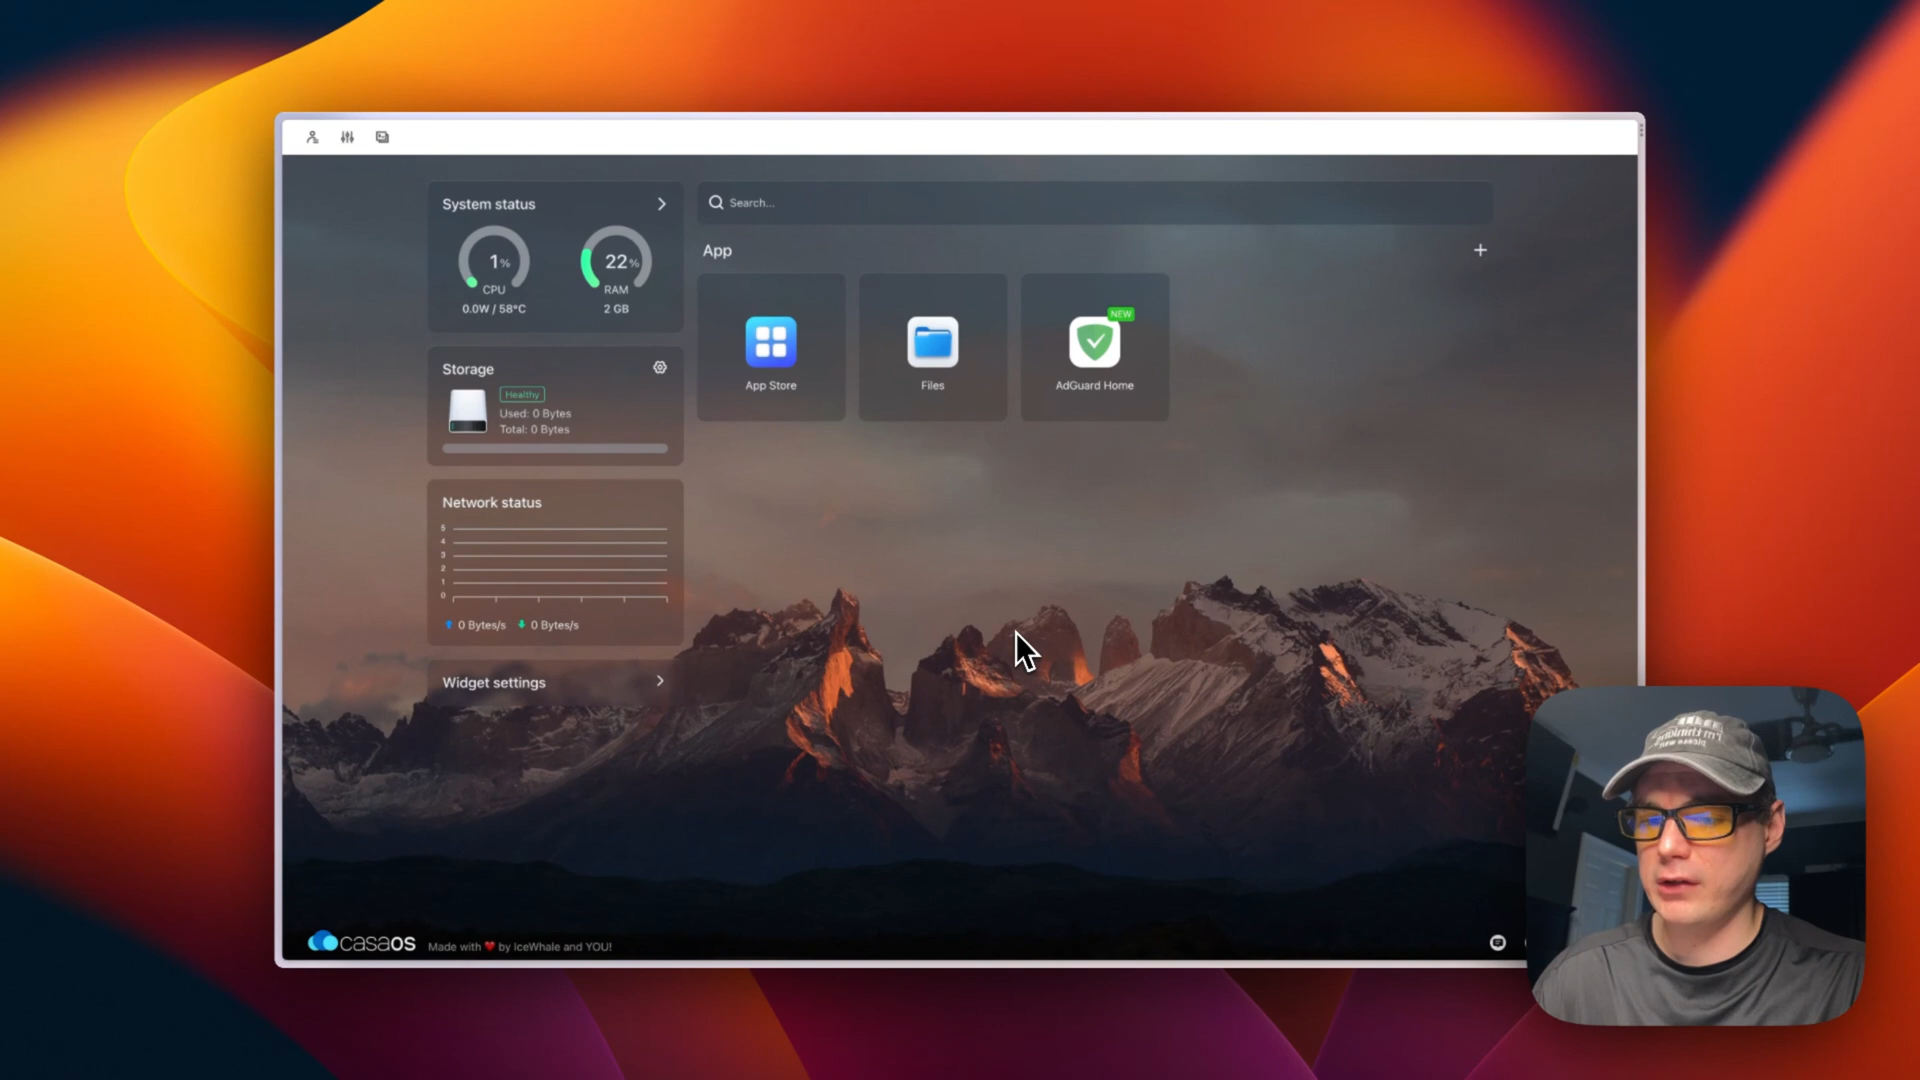 System status
1%
CPU
0.0W / 58°C
22%
RAM
2 GB
Storage
Healthy
Used: 0 Bytes
Total: 0 Bytes
Network status
5
4
3
2
1
0
0 Bytes/s
0 Bytes/s
Widget settings
Search...
App
App Store
Files
NEW
AdGuard Home
casaOS
Made with ❤ by IceWhale and YOU!